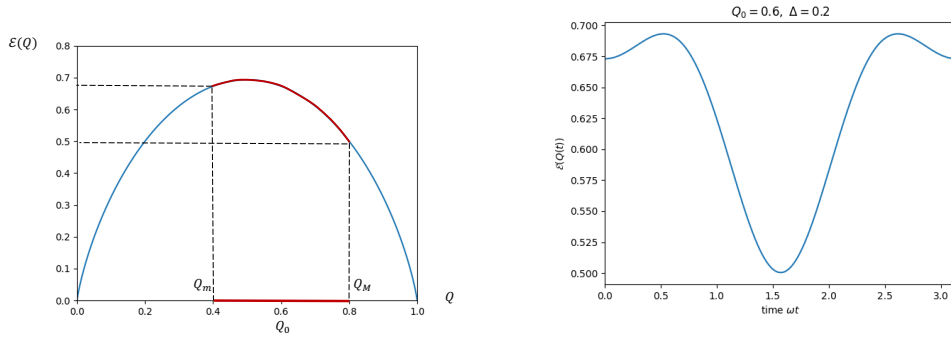 ℰ(Q)
0.8
0.7
0.6
0.5
0.4
0.3
0.2
0.1
0.0
Q_m
Q_M
Q
0.0 0.2 0.4 0.6 0.8 1.0
Q_0
Q_0 = 0.6, Δ = 0.2
0.700
0.675
0.650
0.625
0.600
0.575
0.550
0.525
0.500
ℰ(Q(t))
0.0 0.5 1.0 1.5 2.0 2.5 3.0
time ωt